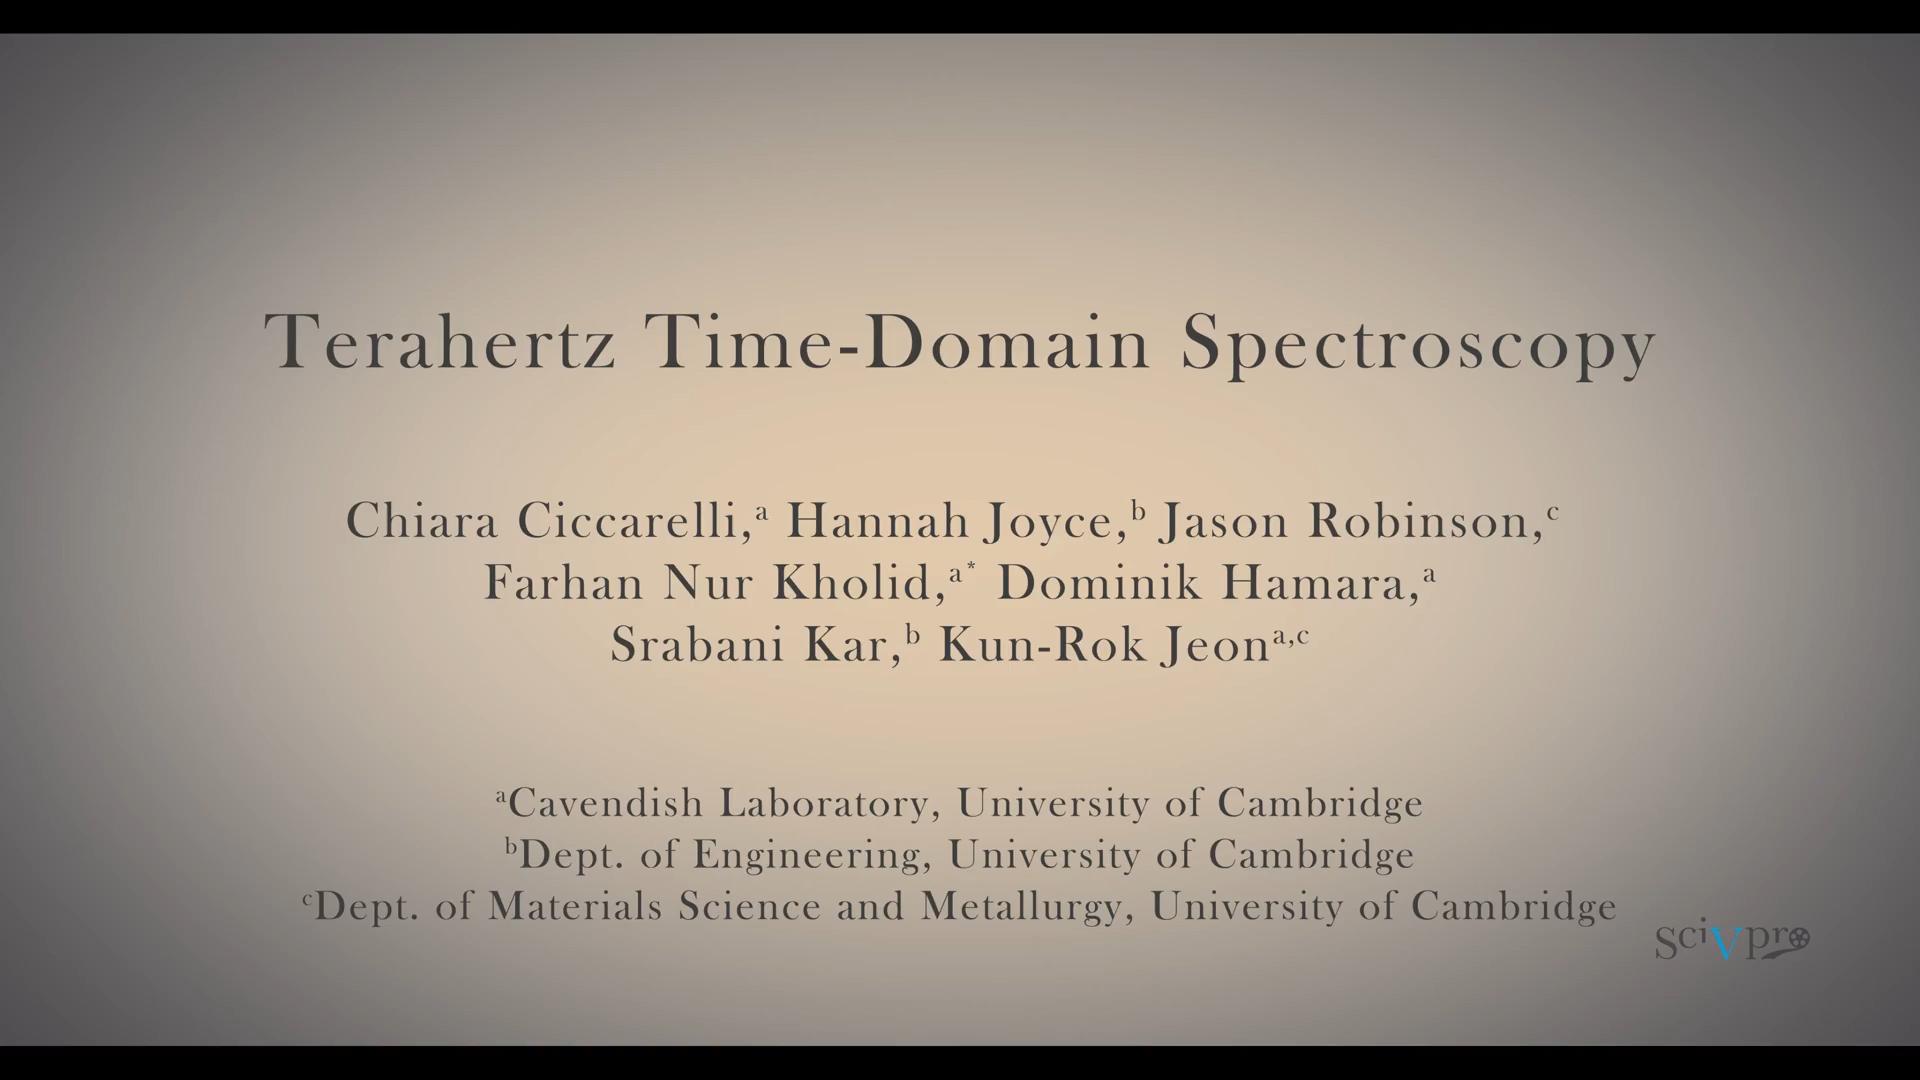 Terahertz Time-Domain Spectroscopy
Chiara Ciccarelli,ᵃ Hannah Joyce,ᵇ Jason Robinson,ᶜ
Farhan Nur Kholid,ᵃ* Dominik Hamara,ᵃ
Srabani Kar,ᵇ Kun-Rok Jeonᵃ,ᶜ
ᵃCavendish Laboratory, University of Cambridge
ᵇDept. of Engineering, University of Cambridge
ᶜDept. of Materials Science and Metallurgy, University of Cambridge
SciVpro